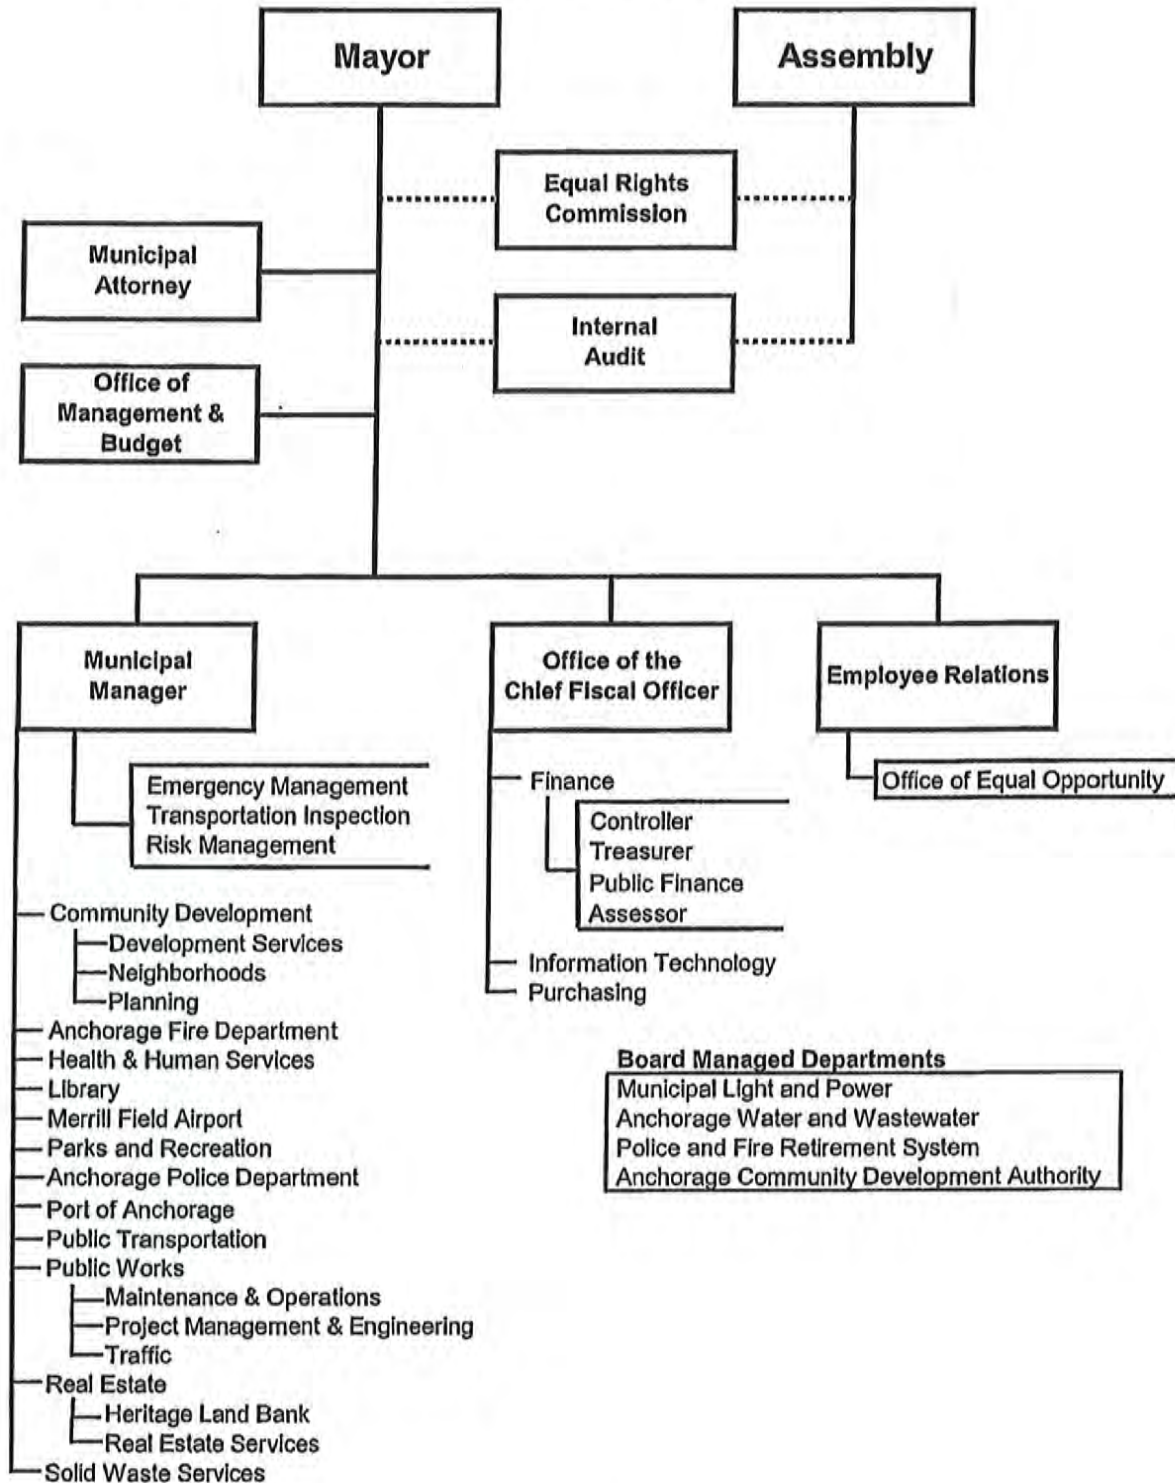 Mayor
Assembly
Equal Rights
Commission
Municipal
Attorney
Internal
Audit
Office of
Management &
Budget
Municipal
Manager
Office of the
Chief Fiscal Officer
Employee Relations
Emergency Management
Transportation Inspection
Risk Management
Finance
Controller
Treasurer
Public Finance
Assessor
Information Technology
Purchasing
Office of Equal Opportunity
Community Development
Development Services
Neighborhoods
Planning
Anchorage Fire Department
Health & Human Services
Library
Merrill Field Airport
Parks and Recreation
Anchorage Police Department
Port of Anchorage
Public Transportation
Public Works
Maintenance & Operations
Project Management & Engineering
Traffic
Real Estate
Heritage Land Bank
Real Estate Services
Solid Waste Services
Board Managed Departments
Municipal Light and Power
Anchorage Water and Wastewater
Police and Fire Retirement System
Anchorage Community Development Authority